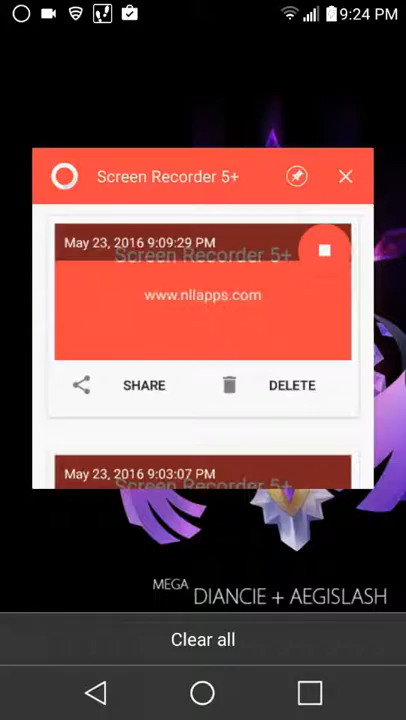 9:24 PM
Screen Recorder 5+
May 23, 2016 9:09:29 PM
Screen Recorder 5+
www.nllapps.com
SHARE
DELETE
May 23, 2016 9:03:07 PM
Screen Recorder 5+
MEGA DIANCIE + AEGISLASH
Clear all